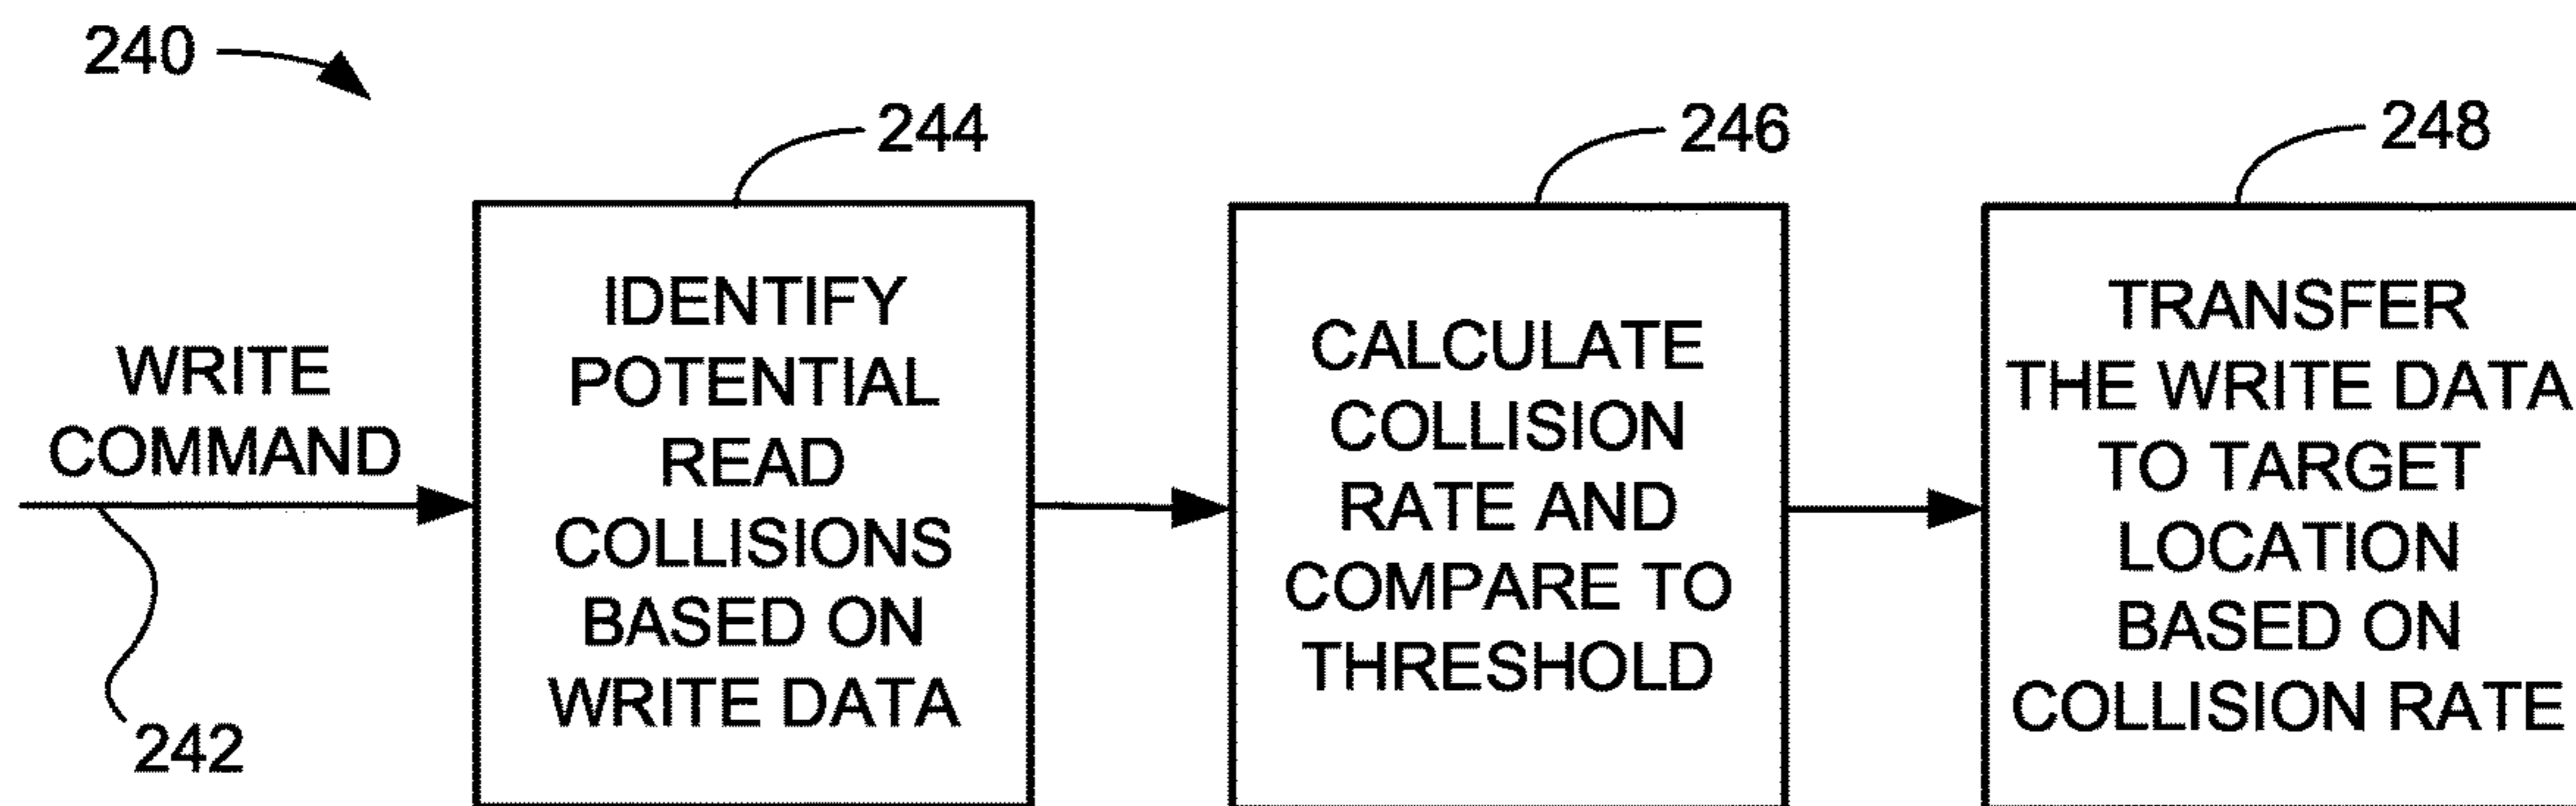 240
244
246
248
WRITE
COMMAND
242
IDENTIFY
POTENTIAL
READ
COLLISIONS
BASED ON
WRITE DATA
CALCULATE
COLLISION
RATE AND
COMPARE TO
THRESHOLD
TRANSFER
THE WRITE DATA
TO TARGET
LOCATION
BASED ON
COLLISION RATE